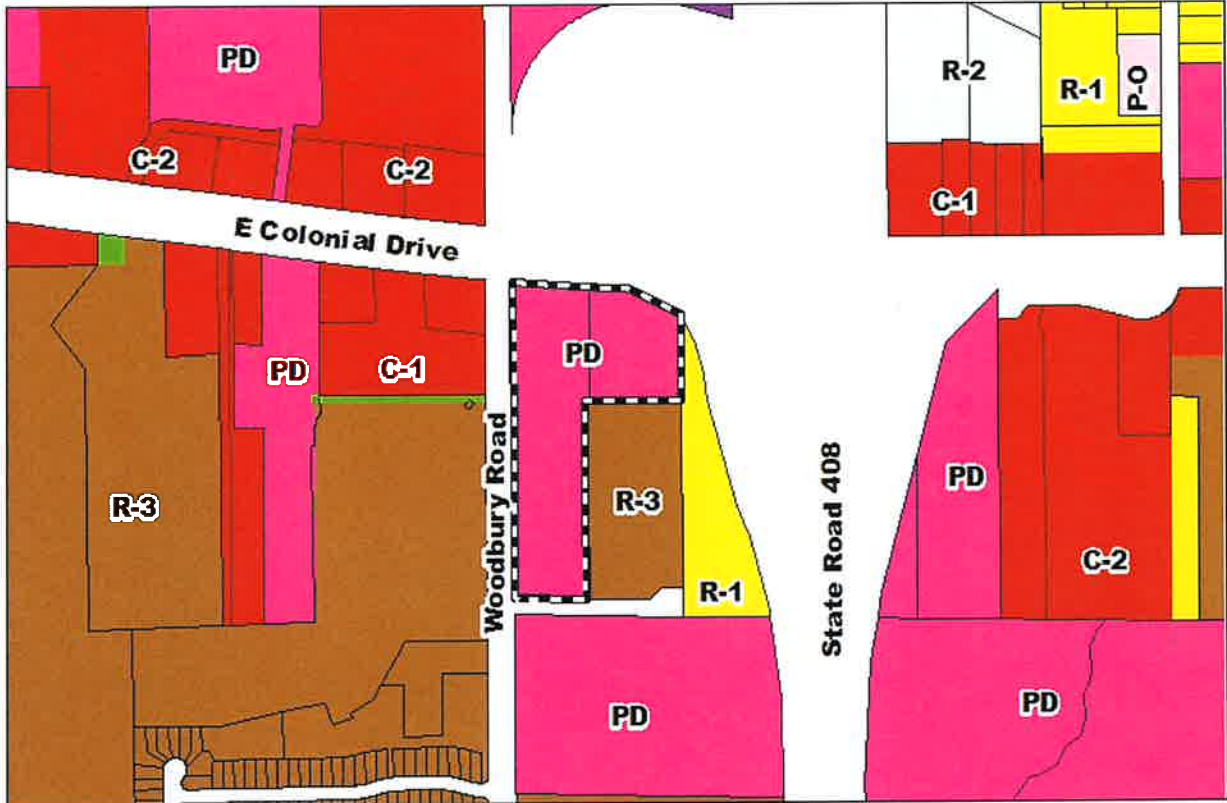 PD
R-2
R-1
P-O
C-2
C-2
C-1
E Colonial Drive
PD
PD
C-1
Woodbury Road
R-3
R-3
State Road 408
PD
C-2
R-1
PD
PD